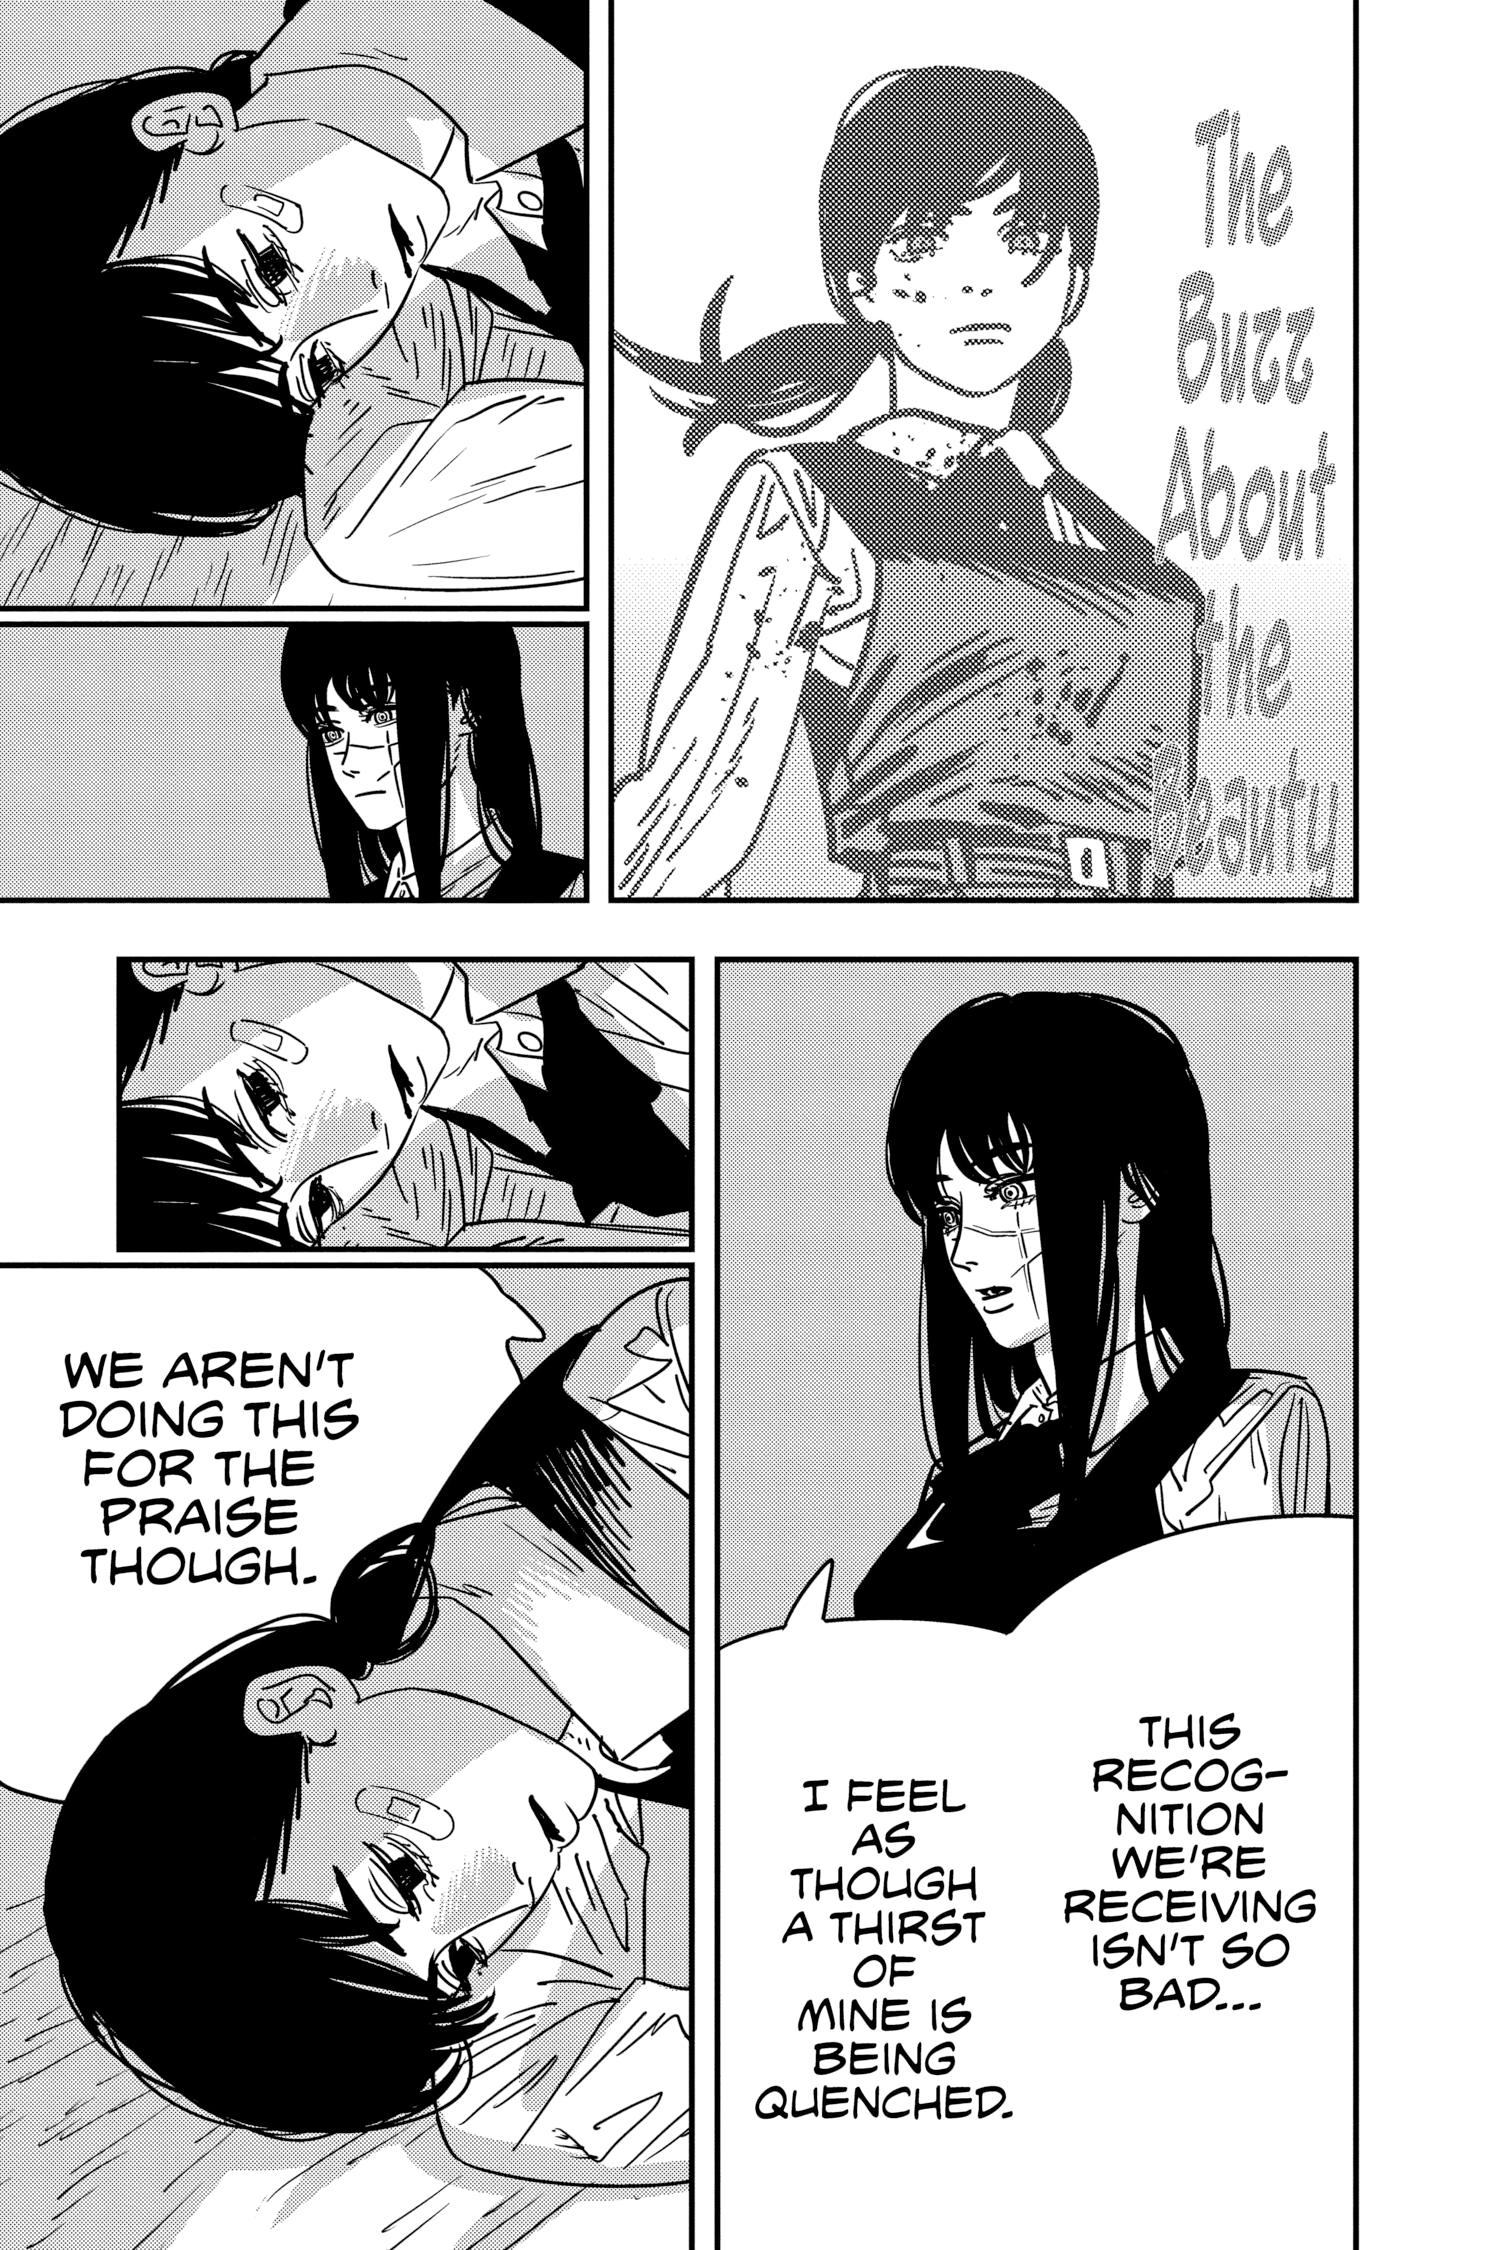 The
Buzz
About
the
Beauty
THIS
RECOG-
NITION
WE'RE
RECEIVING
ISN'T SO
BAD...
I FEEL
AS
THOUGH
A THIRST
OF
MINE IS
BEING
QUENCHED.
WE AREN'T
DOING THIS
FOR THE
PRAISE
THOUGH.